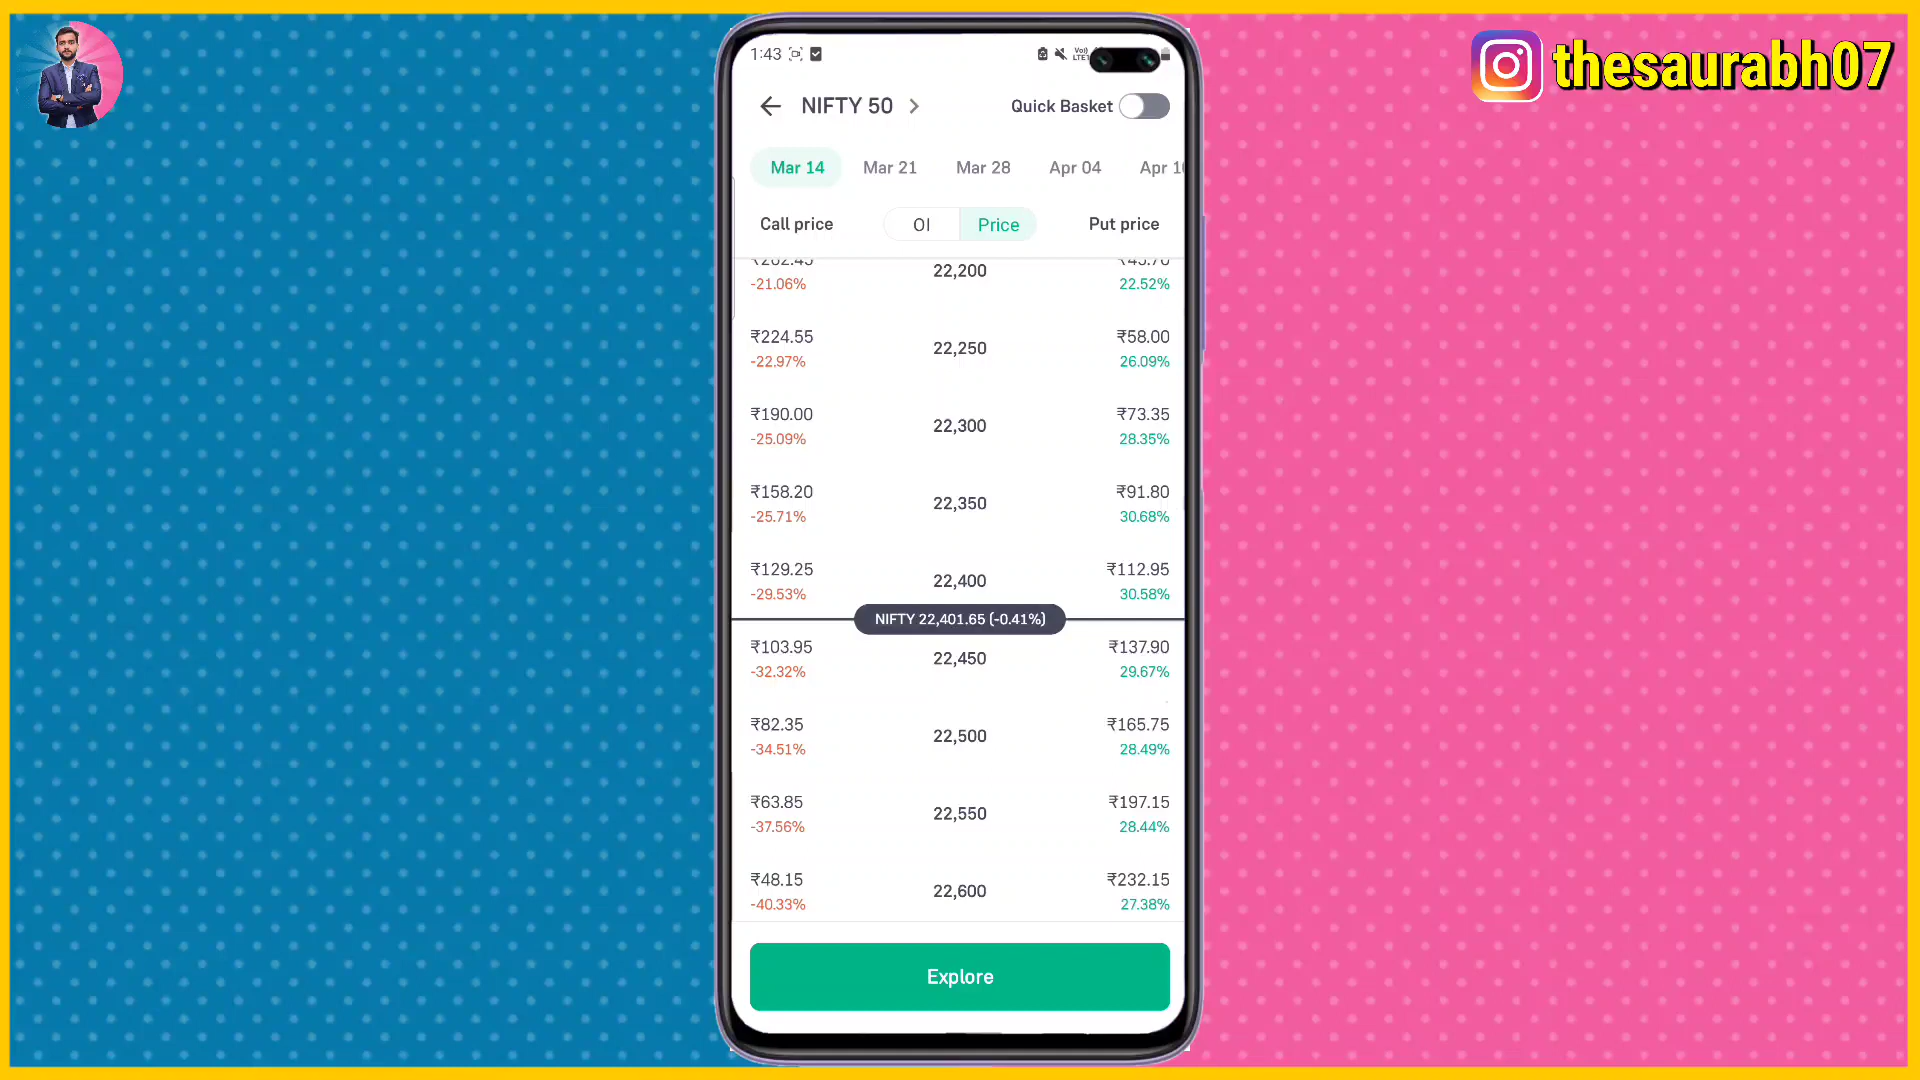 thesaurabh07
1:43
NIFTY 50
Quick Basket
Mar 14 Mar 21 Mar 28 Apr 04 Apr
Call price OI Price Put price
22,200
-21.06% 22.52%
₹224.55 22,250 ₹58.00
-22.97% 26.09%
₹190.00 22,300 ₹73.35
-25.09% 28.35%
₹158.20 22,350 ₹91.80
-25.71% 30.68%
₹129.25 22,400 ₹112.95
-29.53% 30.58%
NIFTY 22,401.65 (-0.41%)
₹103.95 22,450 ₹137.90
-32.32% 29.67%
₹82.35 22,500 ₹165.75
-34.51% 28.49%
₹63.85 22,550 ₹197.15
-37.56% 28.44%
₹48.15 22,600 ₹232.15
-40.33% 27.38%
Explore